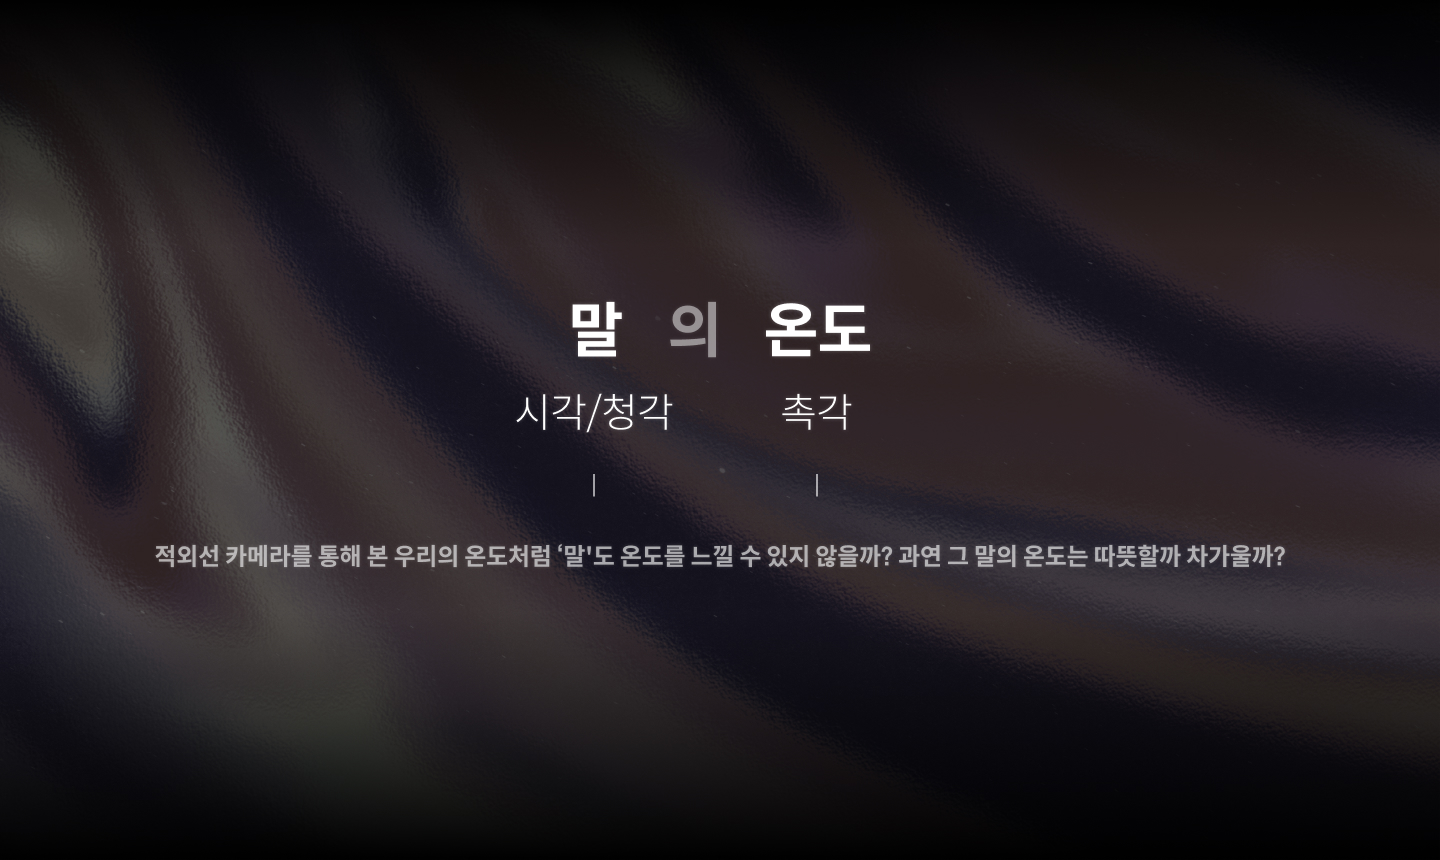 말 의 온도
시각/청각 촉각
적외선 카메라를 통해 본 우리의 온도처럼 ‘말'도 온도를 느낄 수 있지 않을까? 과연 그 말의 온도는 따뜻할까 차가울까?